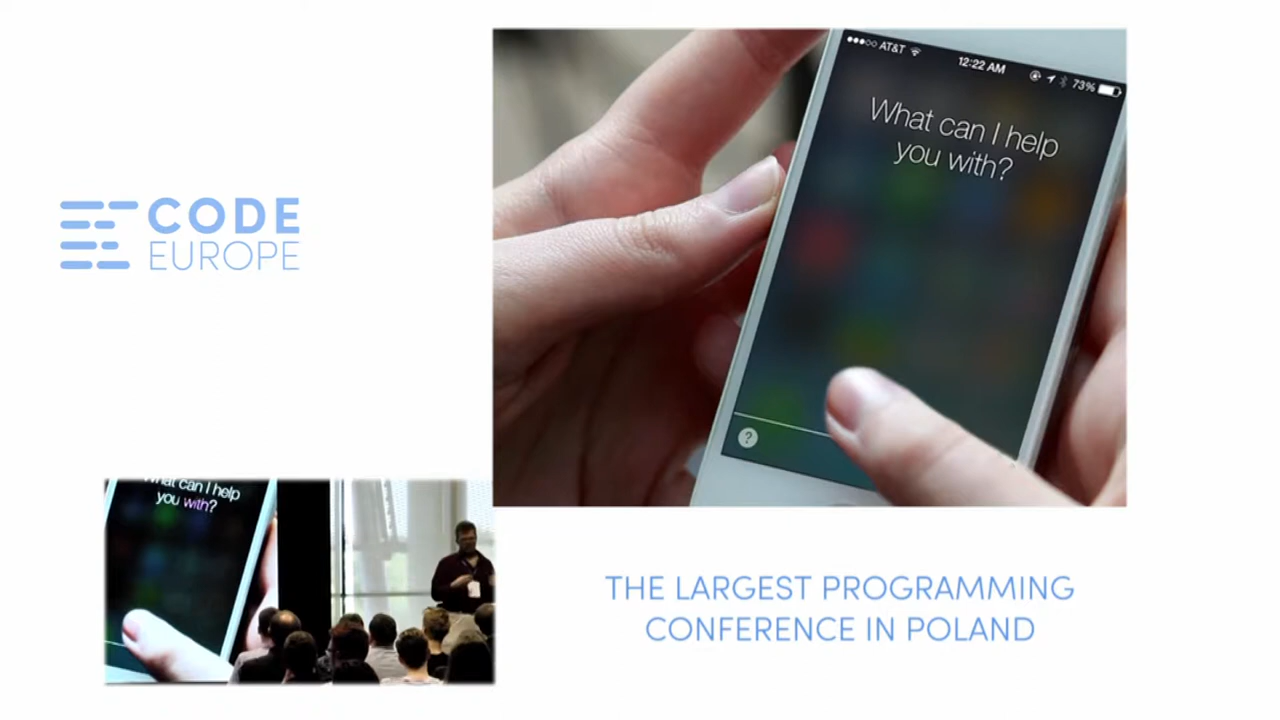 CODE
EUROPE
●●●○○ AT&T
12:22 AM
73%
What can I help
you with?
?
What can I help
you with?
THE LARGEST PROGRAMMING
CONFERENCE IN POLAND